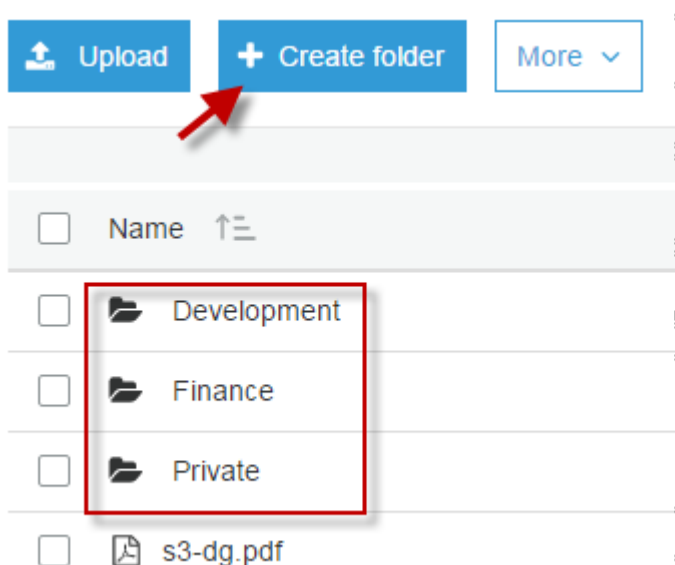 Upload Create folder More
Name
Development
Finance
Private
s3-dg.pdf